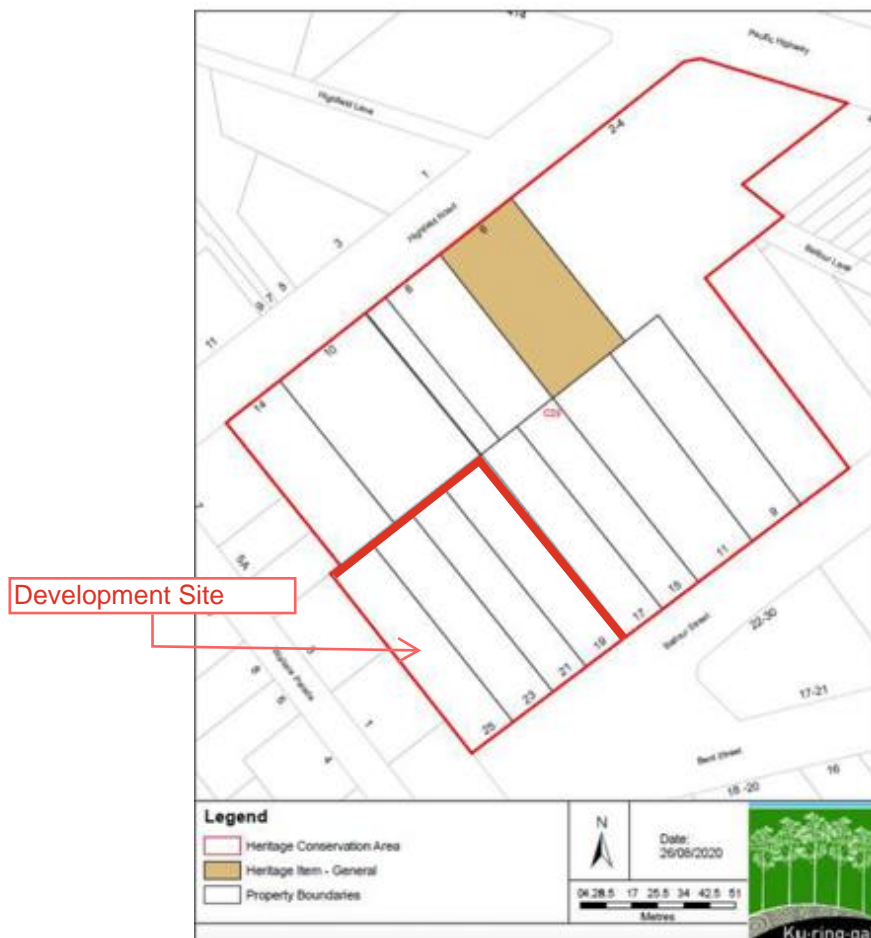 Pacific Highway
Highfield Lane
2-4
1
Highfield Road
3
5
7
9
11
8
10
14
Balfour Lane
C29
5A
Development Site
3
8
6
1
4
25
23
21
19
17
15
11
9
Balfour Street
22-30
17-21
Bent Street
18 -20
16
Legend
Heritage Conservation Area
Heritage Item - General
Property Boundaries
N
Date:
26/08/2020
Metres
Ku-ring-ga